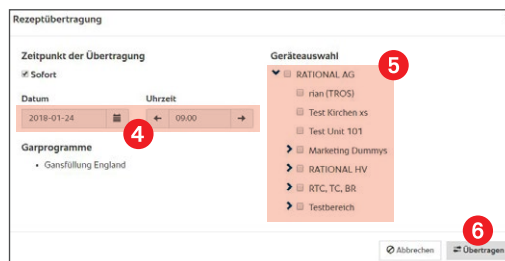 Rezeptübertragung
Zeitpunkt der Übertragung
Sofort
Datum
Uhrzeit
2018-01-24
09:00
4
Garprogramme
Gansfüllung England
Geräteauswahl
5
RATIONAL AG
rian (TROS)
Test Kirchen xs
Test Unit 101
Marketing Dummys
RATIONAL HV
RTC, TC, BR
Testbereich
6
Abbrechen
Übertragen